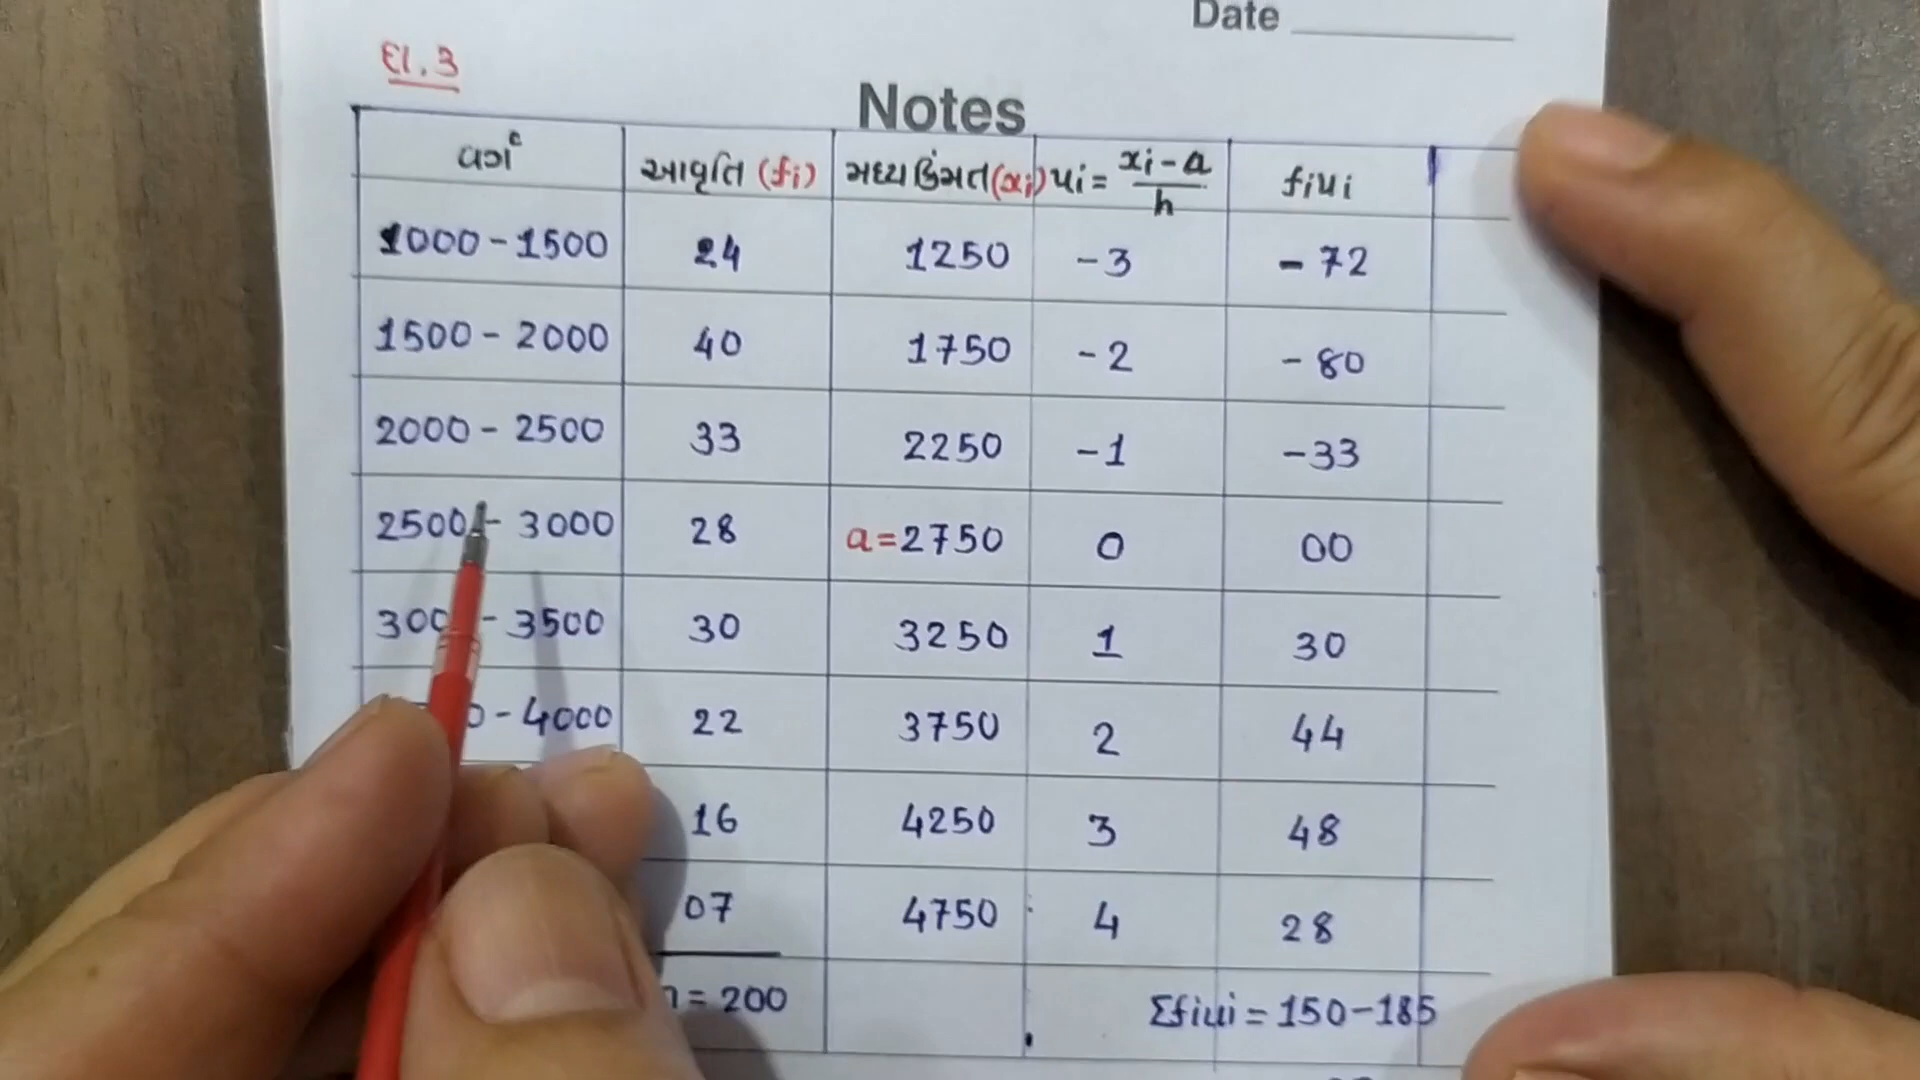 Date
દા.3
Notes
વર્ગ આવૃતિ (fi) મધ્યકિંમત(xi) ui = xi - a / h fiui
1000 - 1500 24 1250 -3 -72
1500 - 2000 40 1750 -2 -80
2000 - 2500 33 2250 -1 -33
2500 - 3000 28 a=2750 0 00
300 - 3500 30 3250 1 30
0 - 4000 22 3750 2 44
16 4250 3 48
07 4750 4 28
n = 200 Σfiui = 150-185